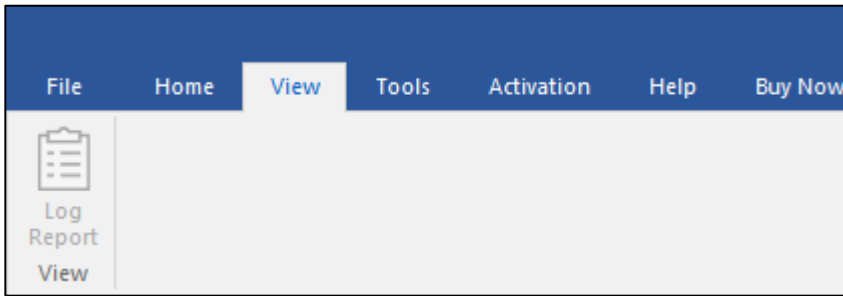 File Home View Tools Activation Help Buy Now
Log
Report
View